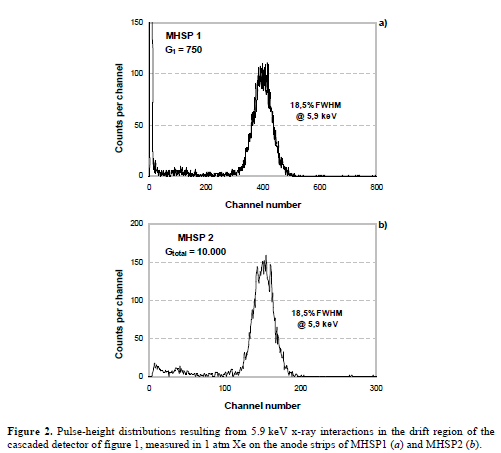 a)
MHSP 1
G1 = 750
18,5% FWHM
@ 5,9 keV
Counts per channel
150
100
50
0
0 200 400 600 800
Channel number
b)
MHSP 2
Gtotal = 10.000
18,5% FWHM
@ 5,9 keV
Counts per channel
200
150
100
50
0
0 100 200 300
Channel number
Figure 2. Pulse-height distributions resulting from 5.9 keV x-ray interactions in the drift region of the
cascaded detector of figure 1, measured in 1 atm Xe on the anode strips of MHSP1 (a) and MHSP2 (b).